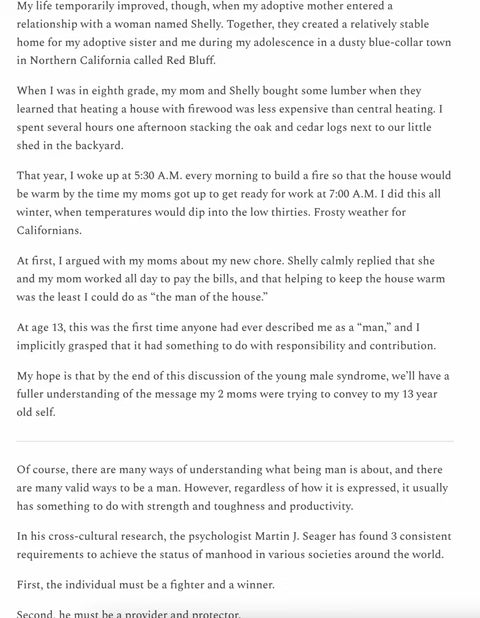 My life temporarily improved, though, when my adoptive mother entered a
relationship with a woman named Shelly. Together, they created a relatively stable
home for my adoptive sister and me during my adolescence in a dusty blue-collar town
in Northern California called Red Bluff.
When I was in eighth grade, my mom and Shelly bought some lumber when they
learned that heating a house with firewood was less expensive than central heating. I
spent several hours one afternoon stacking the oak and cedar logs next to our little
shed in the backyard.
That year, I woke up at 5:30 A.M. every morning to build a fire so that the house would
be warm by the time my moms got up to get ready for work at 7:00 A.M. I did this all
winter, when temperatures would dip into the low thirties. Frosty weather for
Californians.
At first, I argued with my moms about my new chore. Shelly calmly replied that she
and my mom worked all day to pay the bills, and that helping to keep the house warm
was the least I could do as “the man of the house.”
At age 13, this was the first time anyone had ever described me as a “man,” and I
implicitly grasped that it had something to do with responsibility and contribution.
My hope is that by the end of this discussion of the young male syndrome, we’ll have a
fuller understanding of the message my 2 moms were trying to convey to my 13 year
old self.
Of course, there are many ways of understanding what being man is about, and there
are many valid ways to be a man. However, regardless of how it is expressed, it usually
has something to do with strength and toughness and productivity.
In his cross-cultural research, the psychologist Martin J. Seager has found 3 consistent
requirements to achieve the status of manhood in various societies around the world.
First, the individual must be a fighter and a winner.
Second, he must be a provider and protector.